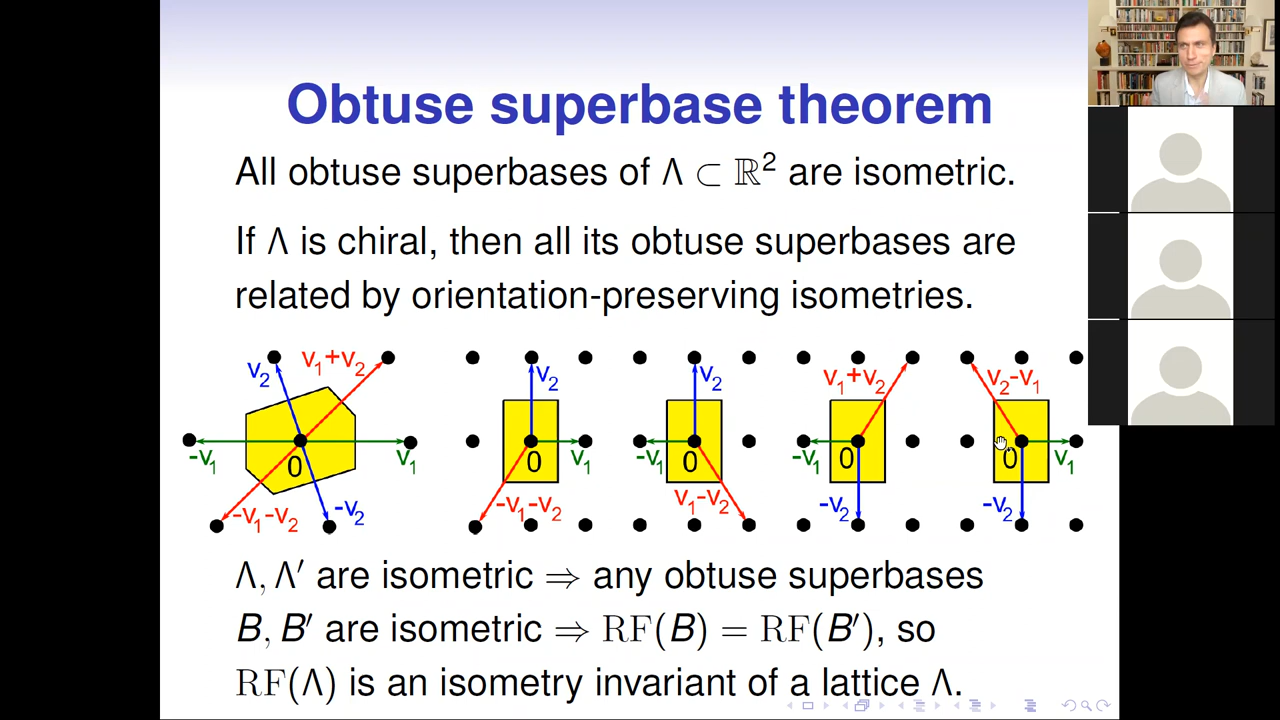 Obtuse superbase theorem
All obtuse superbases of Λ ⊂ ℝ² are isometric.
If Λ is chiral, then all its obtuse superbases are
related by orientation-preserving isometries.
v₂ v₁+v₂ -v₁ 0 v₁ -v₁-v₂ -v₂
v₂ 0 v₁ -v₁-v₂
v₂ -v₁ 0 v₁-v₂
v₁+v₂ -v₁ 0 -v₂
v₂-v₁ 0 v₁ -v₂
Λ, Λ′ are isometric ⇒ any obtuse superbases
B, B′ are isometric ⇒ RF(B) = RF(B′), so
RF(Λ) is an isometry invariant of a lattice Λ.